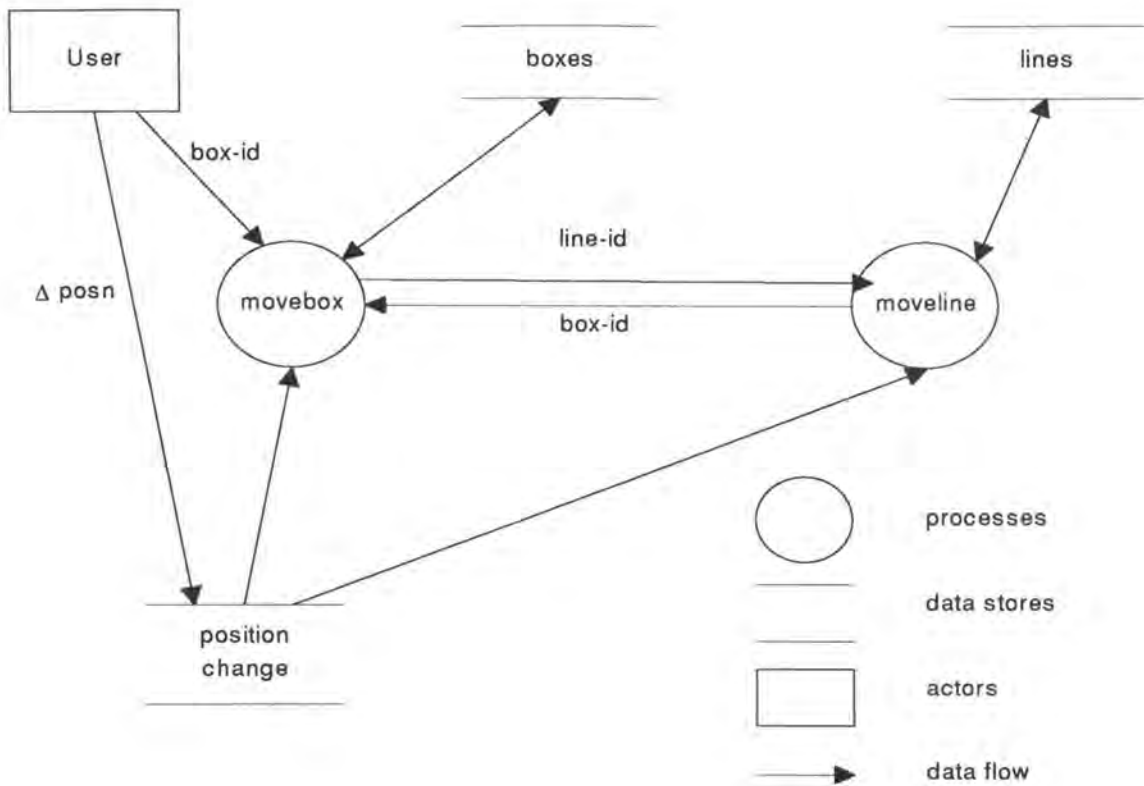 User
boxes
lines
box-id
line-id
Δ posn
movebox
moveline
box-id
processes
data stores
position
change
actors
data flow